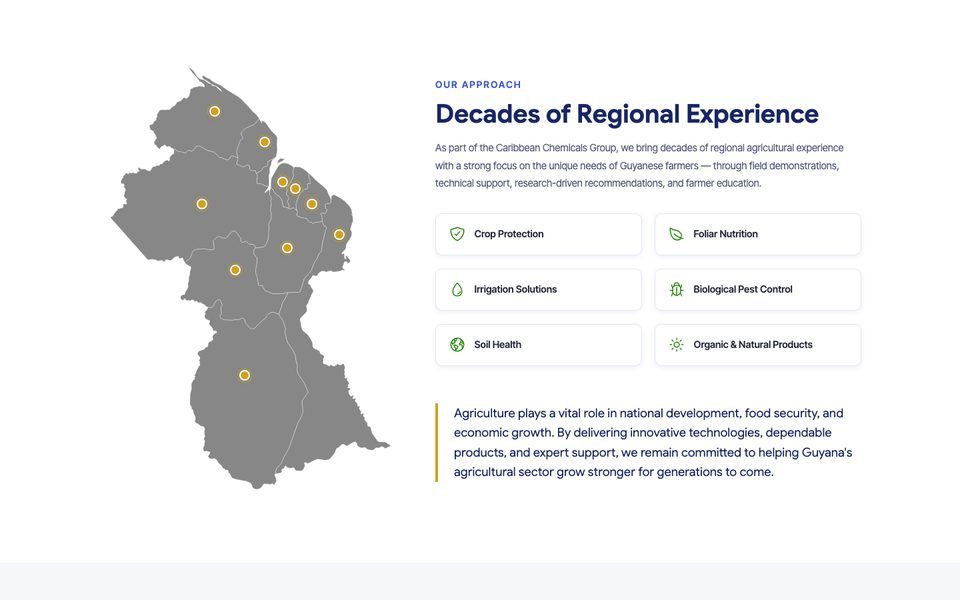 OUR APPROACH
Decades of Regional Experience
As part of the Caribbean Chemicals Group, we bring decades of regional agricultural experience
with a strong focus on the unique needs of Guyanese farmers — through field demonstrations,
technical support, research-driven recommendations, and farmer education.
Crop Protection
Foliar Nutrition
Irrigation Solutions
Biological Pest Control
Soil Health
Organic & Natural Products
Agriculture plays a vital role in national development, food security, and
economic growth. By delivering innovative technologies, dependable
products, and expert support, we remain committed to helping Guyana's
agricultural sector grow stronger for generations to come.